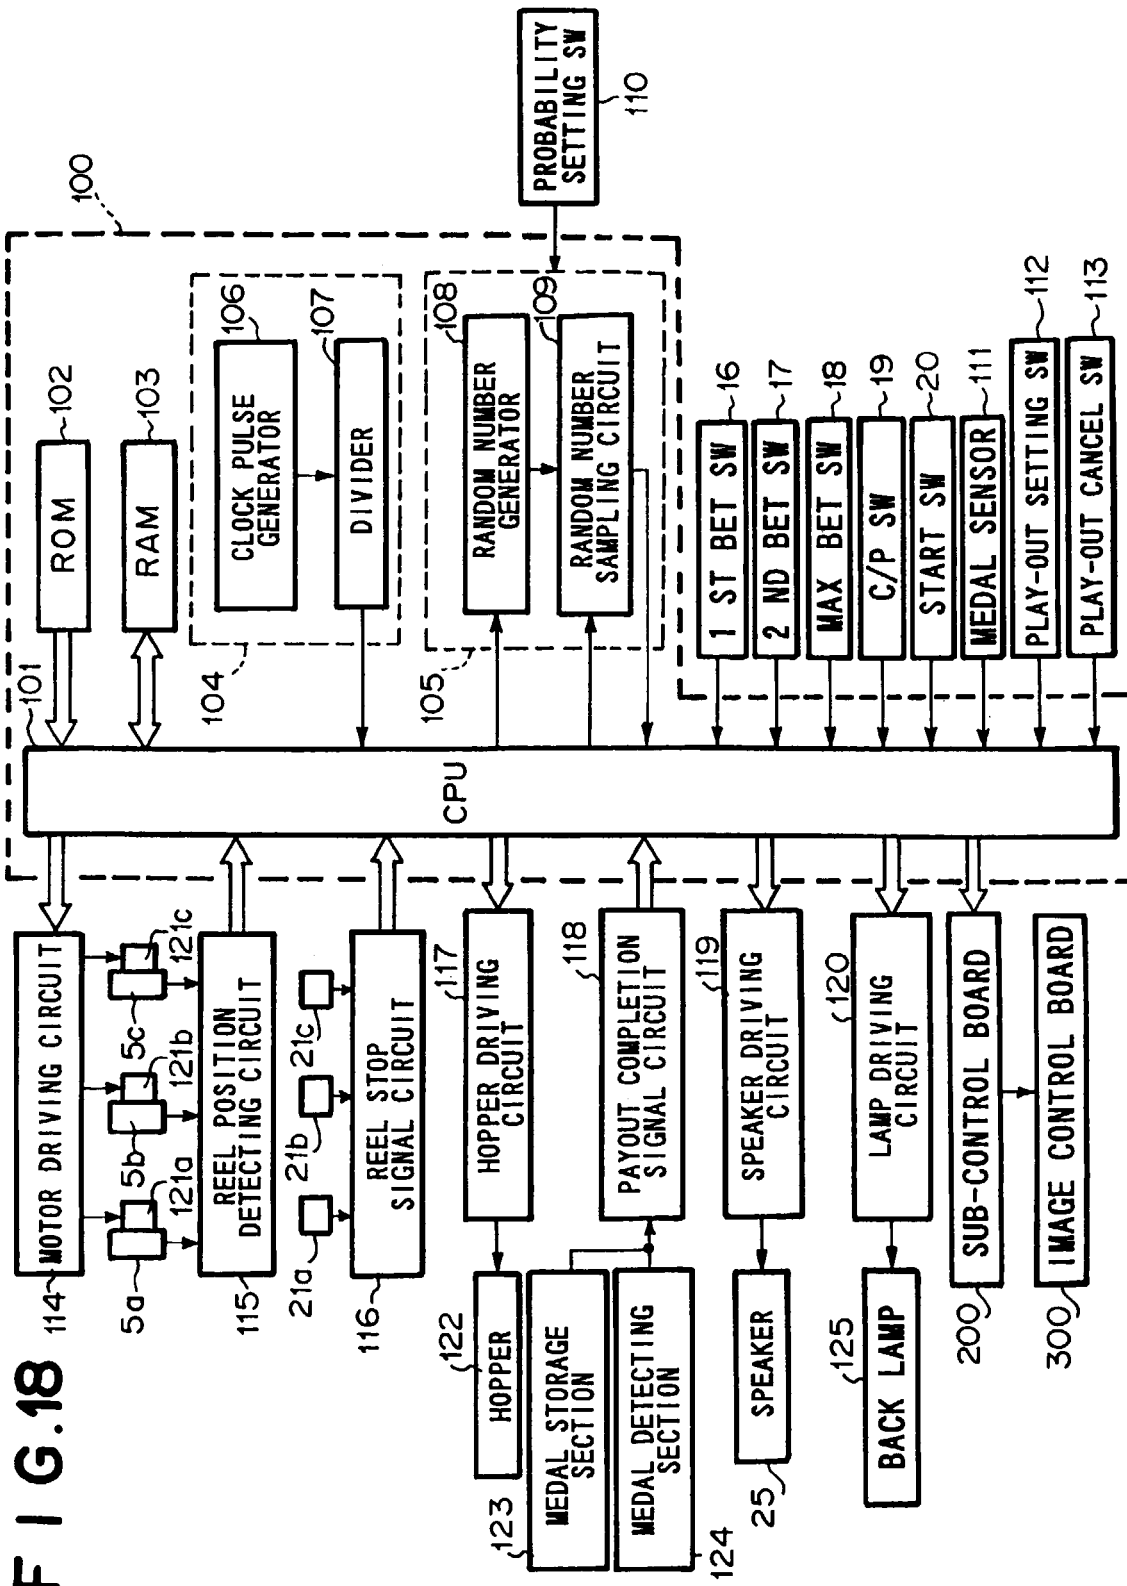 FIG.18
114
MOTOR DRIVING CIRCUIT
5a
121a
5b
121b
5c
121c
115
REEL POSITION
DETECTING CIRCUIT
21a
21b
21c
116
REEL STOP
SIGNAL CIRCUIT
122
HOPPER
117
HOPPER DRIVING
CIRCUIT
123
MEDAL STORAGE
SECTION
124
MEDAL DETECTING
SECTION
118
PAYOUT COMPLETION
SIGNAL CIRCUIT
25
SPEAKER
119
SPEAKER DRIVING
CIRCUIT
125
BACK LAMP
120
LAMP DRIVING
CIRCUIT
200
SUB-CONTROL BOARD
300
IMAGE CONTROL BOARD
101
CPU
100
ROM
102
RAM
103
104
CLOCK PULSE
GENERATOR
106
DIVIDER
107
105
RANDOM NUMBER
GENERATOR
108
RANDOM NUMBER
SAMPLING CIRCUIT
109
PROBABILITY
SETTING SW
110
1 ST BET SW
16
2 ND BET SW
17
MAX BET SW
18
C/P SW
19
START SW
20
MEDAL SENSOR
111
PLAY-OUT SETTING SW
112
PLAY-OUT CANCEL SW
113